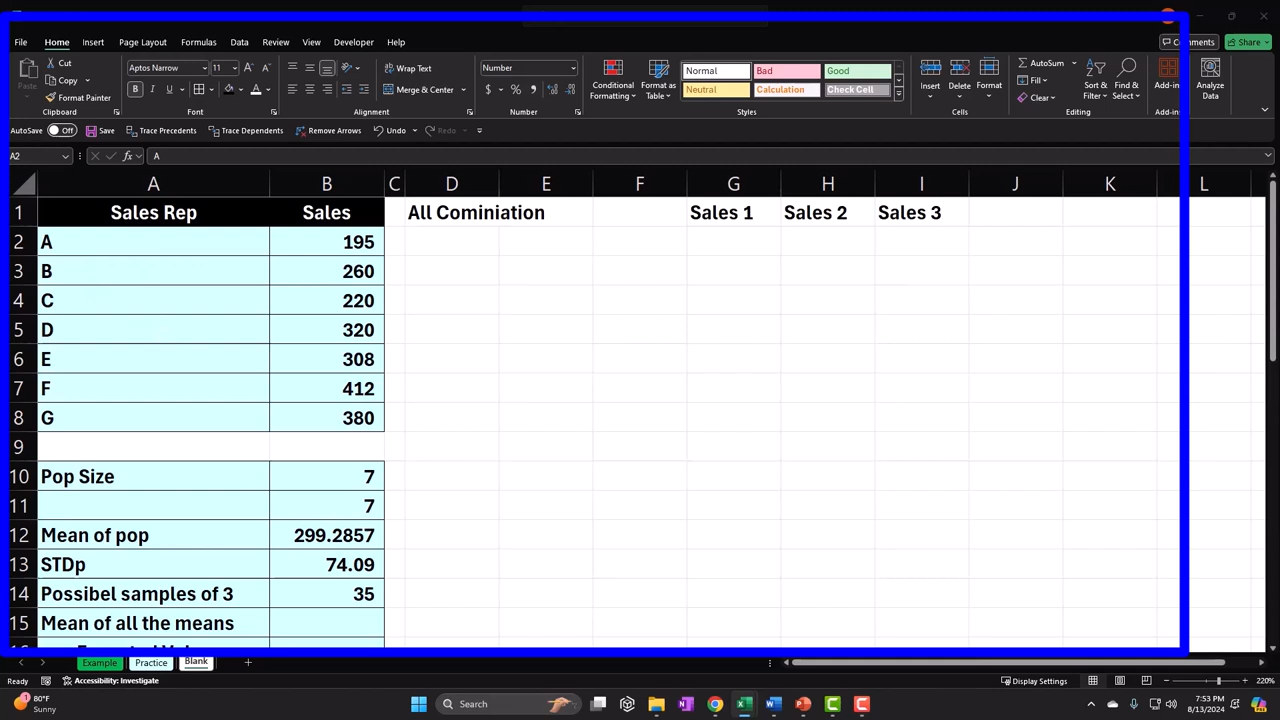 File Home Insert Page Layout Formulas Data Review View Developer Help Comments Share
Cut
Copy
Paste
Format Painter
Aptos Narrow 11
Wrap Text
Merge & Center
Number
Conditional Formatting
Format as Table
Normal Bad Good
Neutral Calculation Check Cell
Insert Delete Format
AutoSum
Fill
Clear
Sort & Filter
Find & Select
Add-ins
Analyze Data
Clipboard Font Alignment Number Styles Cells Editing Add-ins
AutoSave Off Save Trace Precedents Trace Dependents Remove Arrows Undo Redo
A2 fx A
A B C D E F G H I J K L
1 Sales Rep Sales All Cominiation Sales 1 Sales 2 Sales 3
2 A 195
3 B 260
4 C 220
5 D 320
6 E 308
7 F 412
8 G 380
9
10 Pop Size 7
11 7
12 Mean of pop 299.2857
13 STDp 74.09
14 Possibel samples of 3 35
15 Mean of all the means
Example Practice Blank
Ready Accessibility: Investigate Display Settings 220%
1
80°F
Sunny
Search
7:53 PM
8/13/2024